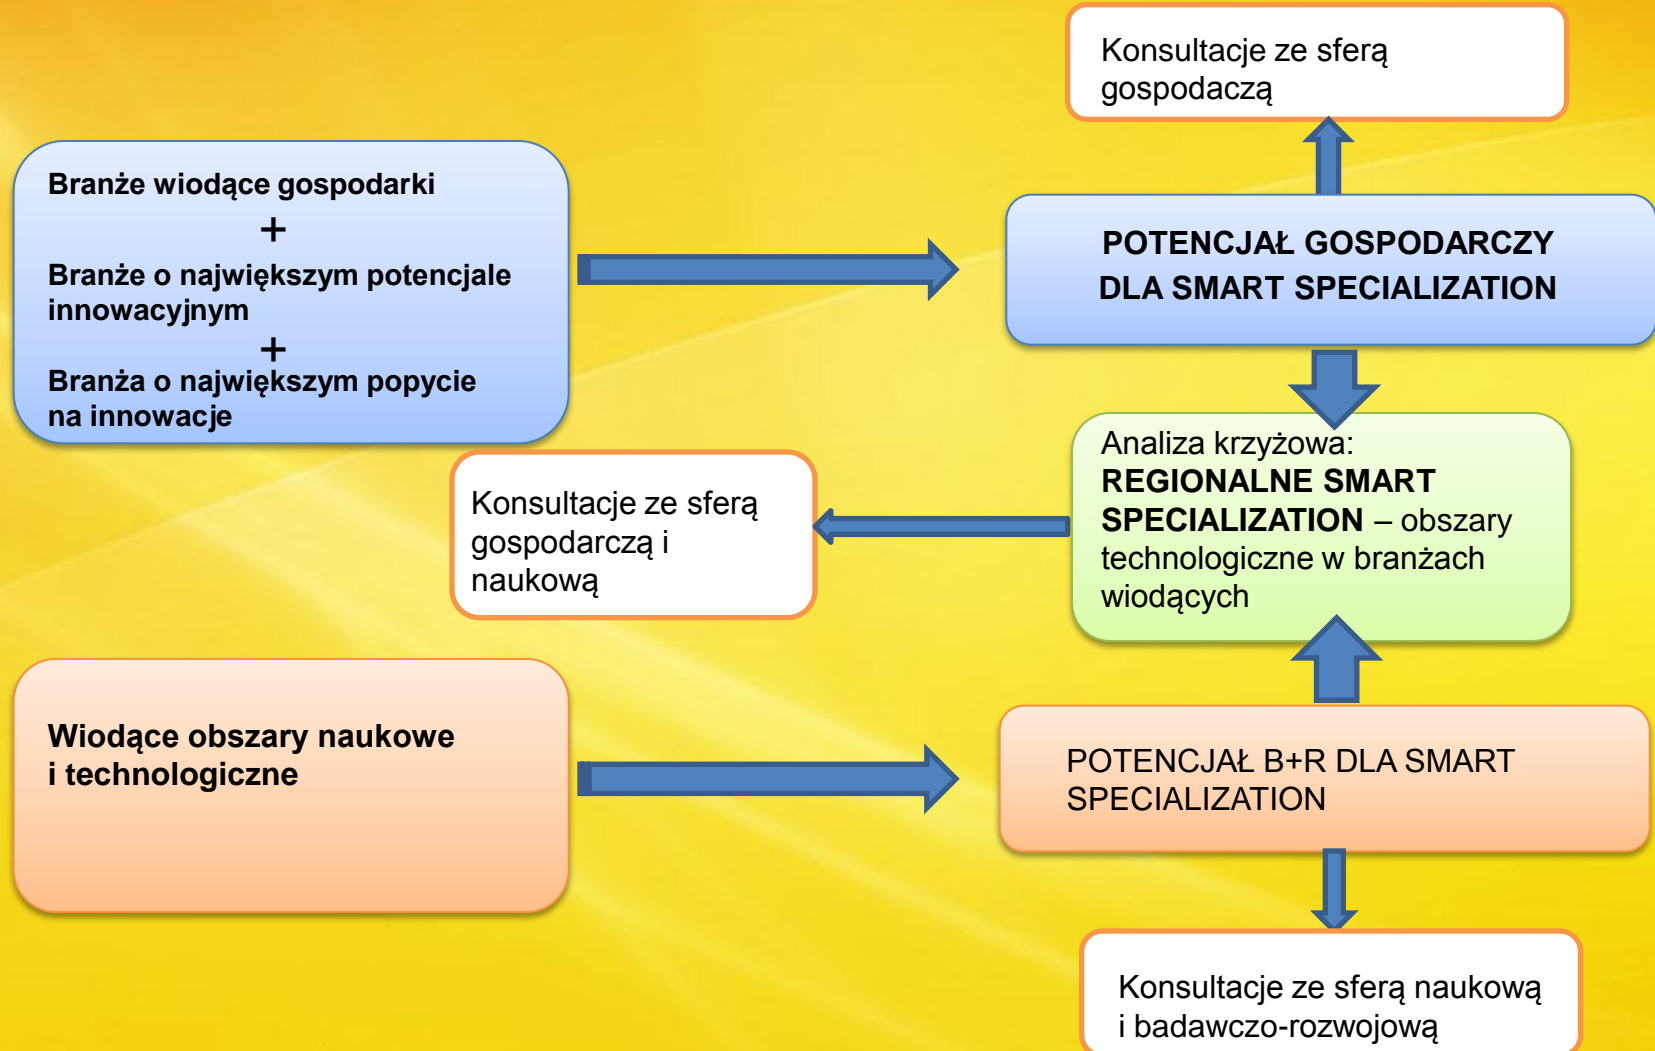 Konsultacje ze sferą
gospodaczą
Branże wiodące gospodarki
+
Branże o największym potencjale
innowacyjnym
+
Branża o największym popycie
na innowacje
POTENCJAŁ GOSPODARCZY
DLA SMART SPECIALIZATION
Analiza krzyżowa:
REGIONALNE SMART
SPECIALIZATION – obszary
technologiczne w branżach
wiodących
Konsultacje ze sferą
gospodarczą i
naukową
Wiodące obszary naukowe
i technologiczne
POTENCJAŁ B+R DLA SMART
SPECIALIZATION
Konsultacje ze sferą naukową
i badawczo-rozwojową